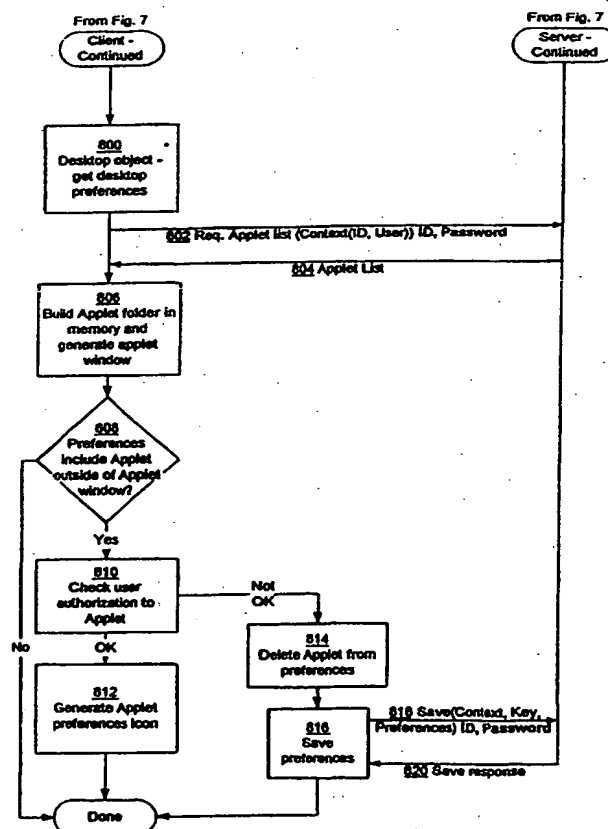 From Fig. 7
Client -
Continued
From Fig. 7
Server -
Continued
800
Desktop object -
get desktop
preferences
802 Req. Applet list (Context(ID, User)) ID, Password
804 Applet List
806
Build Applet folder in
memory and
generate applet
window
808
Preferences
include Applet
outside of Applet
window?
Yes
No
810
Check user
authorization to
Applet
Not
OK
OK
814
Delete Applet from
preferences
812
Generate Applet
preferences icon
816
Save
preferences
818 Save(Context, Key,
Preferences) ID, Password
820 Save response
Done